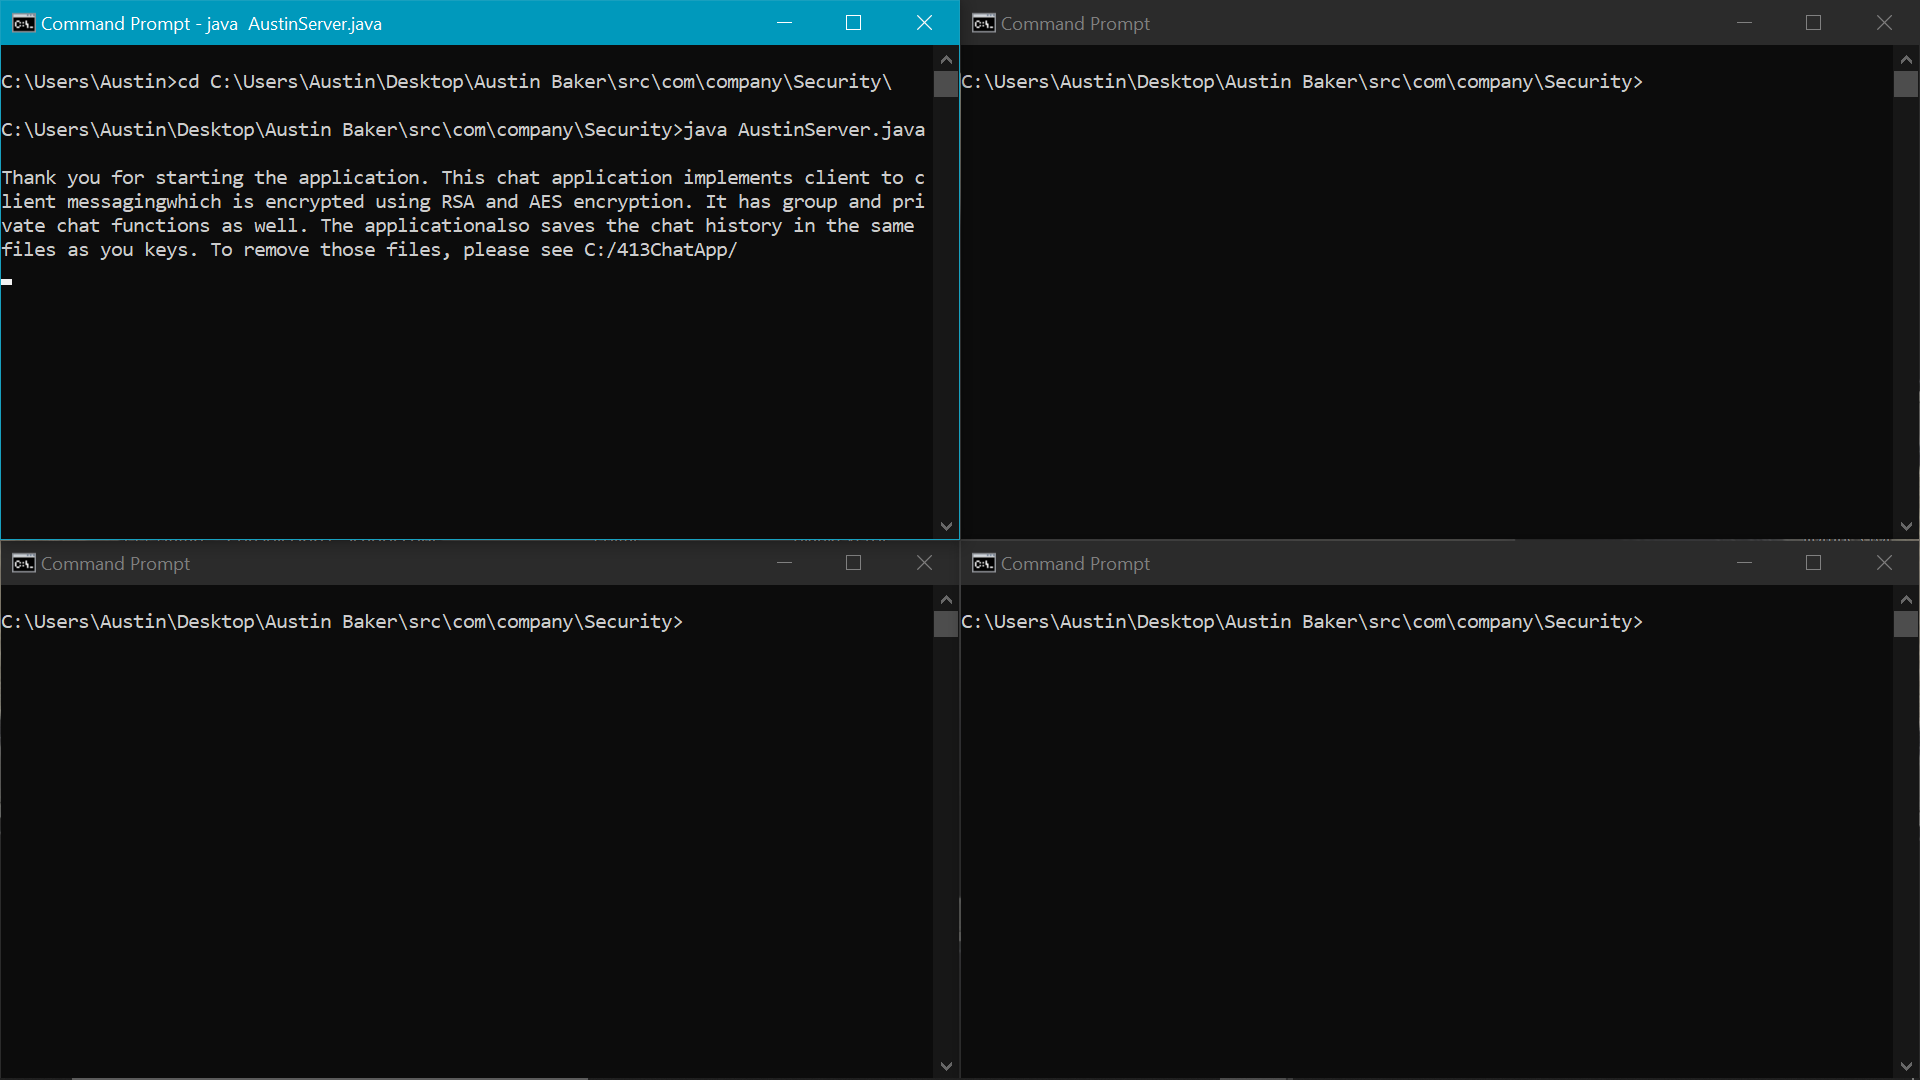 Command Prompt - java  AustinServer.java
C:\Users\Austin>cd C:\Users\Austin\Desktop\Austin Baker\src\com\company\Security\
C:\Users\Austin\Desktop\Austin Baker\src\com\company\Security>java AustinServer.java
Thank you for starting the application. This chat application implements client to c
lient messagingwhich is encrypted using RSA and AES encryption. It has group and pri
vate chat functions as well. The applicationalso saves the chat history in the same
files as you keys. To remove those files, please see C:/413ChatApp/
Command Prompt
C:\Users\Austin\Desktop\Austin Baker\src\com\company\Security>
Command Prompt
C:\Users\Austin\Desktop\Austin Baker\src\com\company\Security>
Command Prompt
C:\Users\Austin\Desktop\Austin Baker\src\com\company\Security>